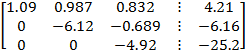 1.09 0.987 0.832 ⋮ 4.21
0 -6.12 -0.689 ⋮ -6.16
0 0 -4.92 ⋮ -25.2